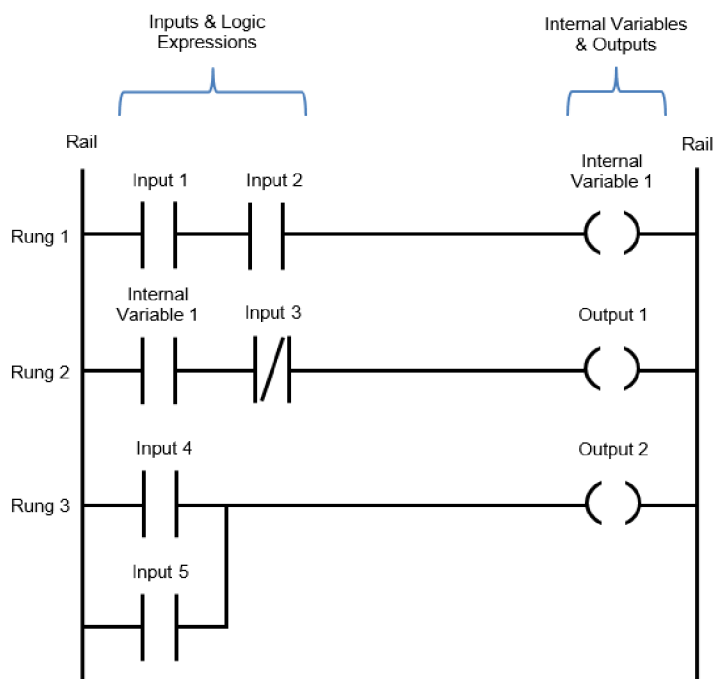 Inputs & Logic
Expressions
Internal Variables
& Outputs
Rail
Rail
Input 1
Input 2
Internal
Variable 1
Rung 1
Internal
Variable 1
Input 3
Output 1
Rung 2
Input 4
Output 2
Rung 3
Input 5